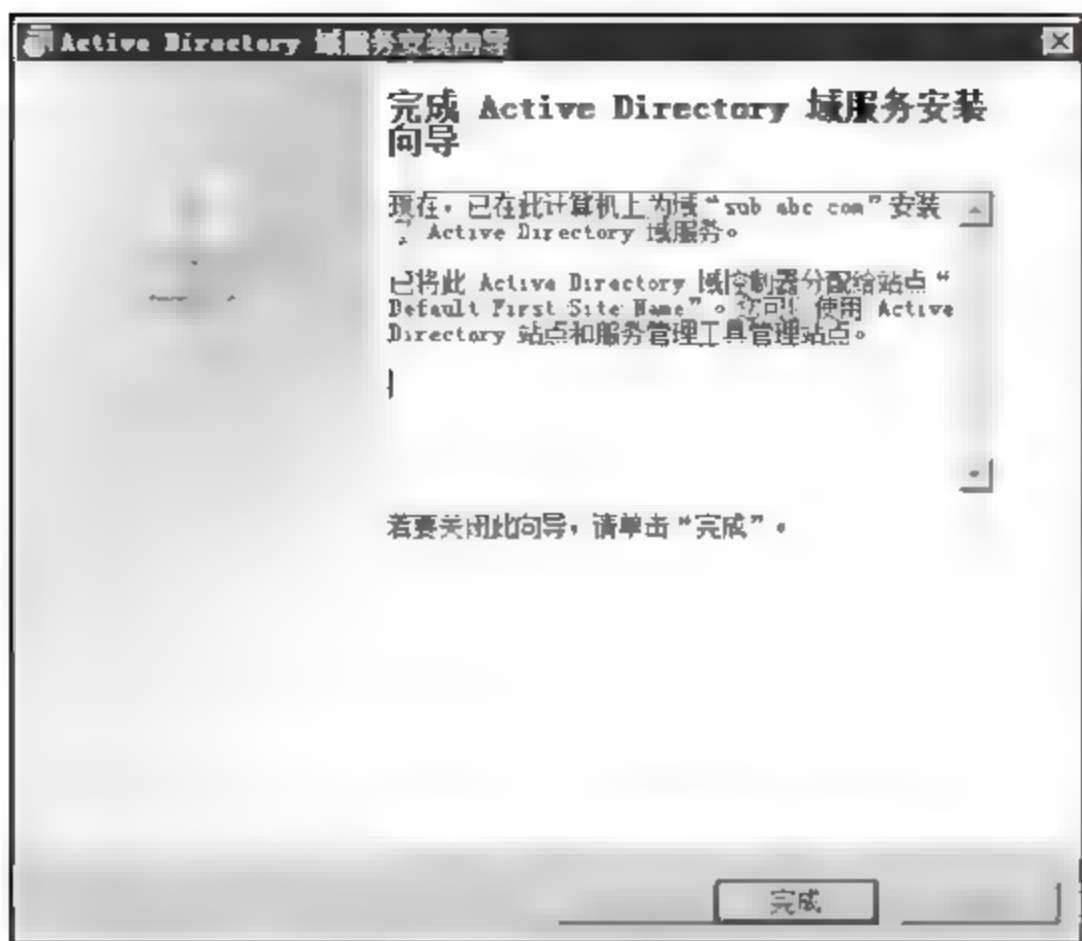 Active Directory 域服务安装向导
完成 Active Directory 域服务安装
向导
现在，已在此计算机上为域“sub abc com”安装
了 Active Directory 域服务。
已将此 Active Directory 域控制器分配给站点“
Default First Site Name”。您可以 使用 Active
Directory 站点和服务管理工具管理站点。
若要关闭此向导，请单击“完成”。
完成